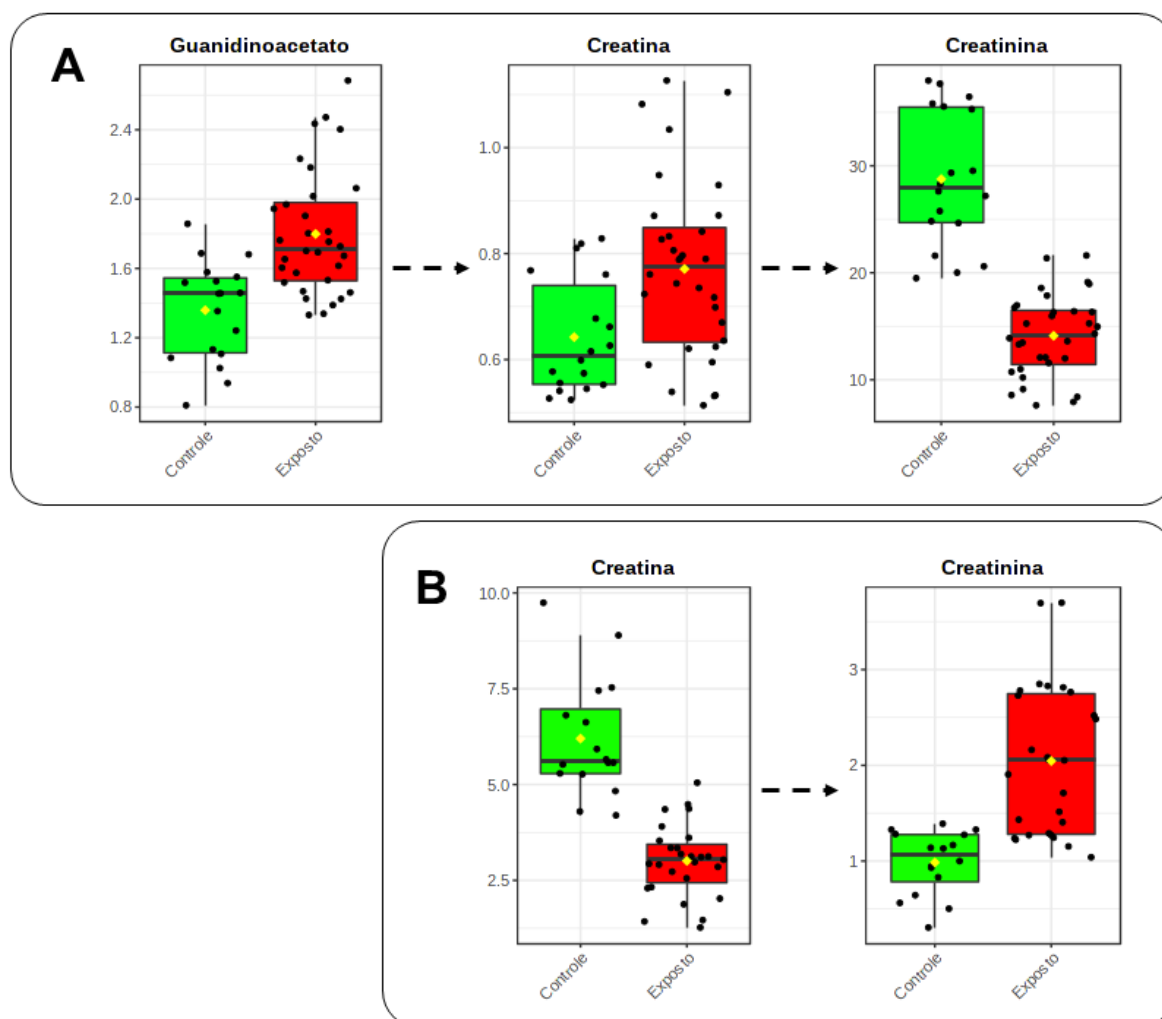 A
Guanidinoacetato
2.4
2.0
1.6
1.2
0.8
Controle
Exposto
Creatina
1.0
0.8
0.6
Controle
Exposto
Creatinina
30
20
10
Controle
Exposto
B
Creatina
10.0
7.5
5.0
2.5
Controle
Exposto
Creatinina
3
2
1
Controle
Exposto